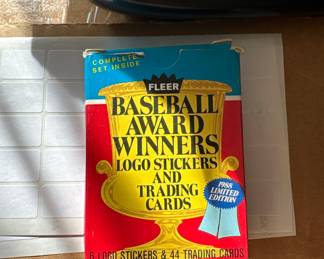 COMPLETE
SET INSIDE
FLEER
BASEBALL
AWARD
WINNERS
LOGO STICKERS
AND
TRADING
CARDS
1988
LIMITED
EDITION
6 LOGO STICKERS & 44 TRADING CARDS